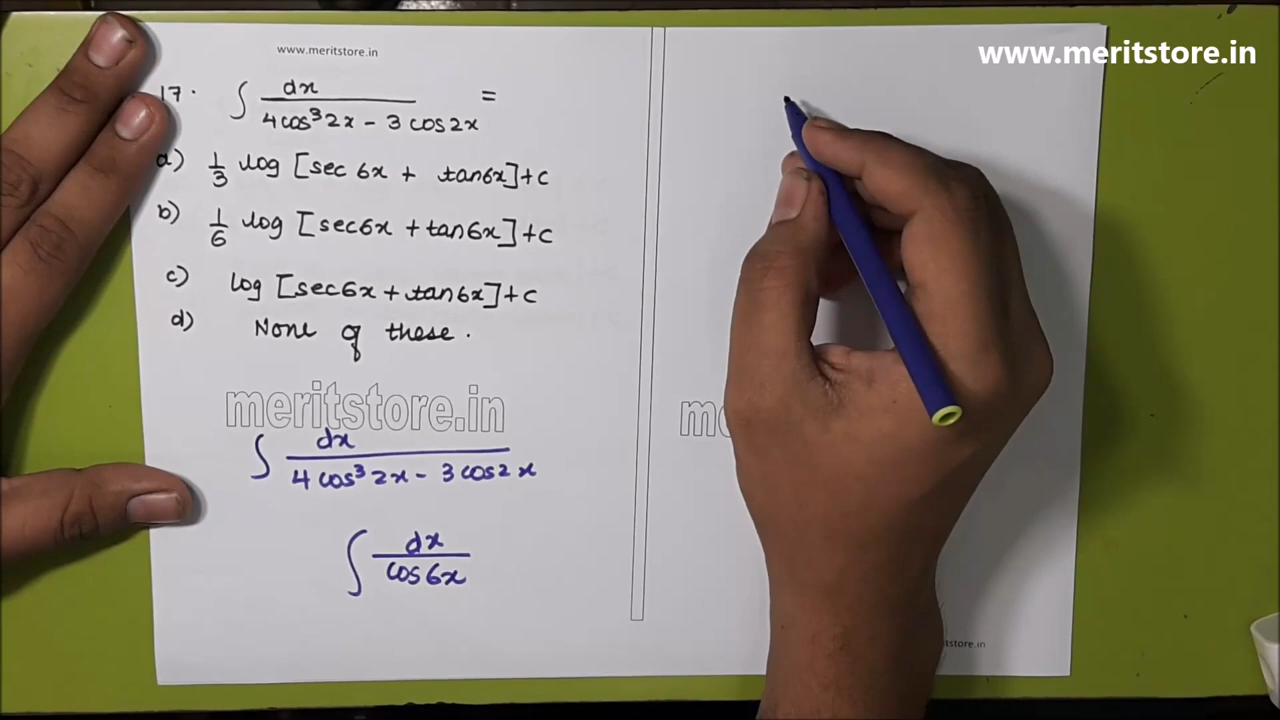 www.meritstore.in
www.meritstore.in
17. ∫ dx / (4cos³2x - 3cos2x) =
a) 1/3 log [sec 6x + tan6x]+c
b) 1/6 log [sec6x + tan6x]+c
c) log [sec6x + tan6x]+c
d) None of these.
meritstore.in
∫ dx / (4cos³2x - 3cos2x)
∫ dx / cos6x